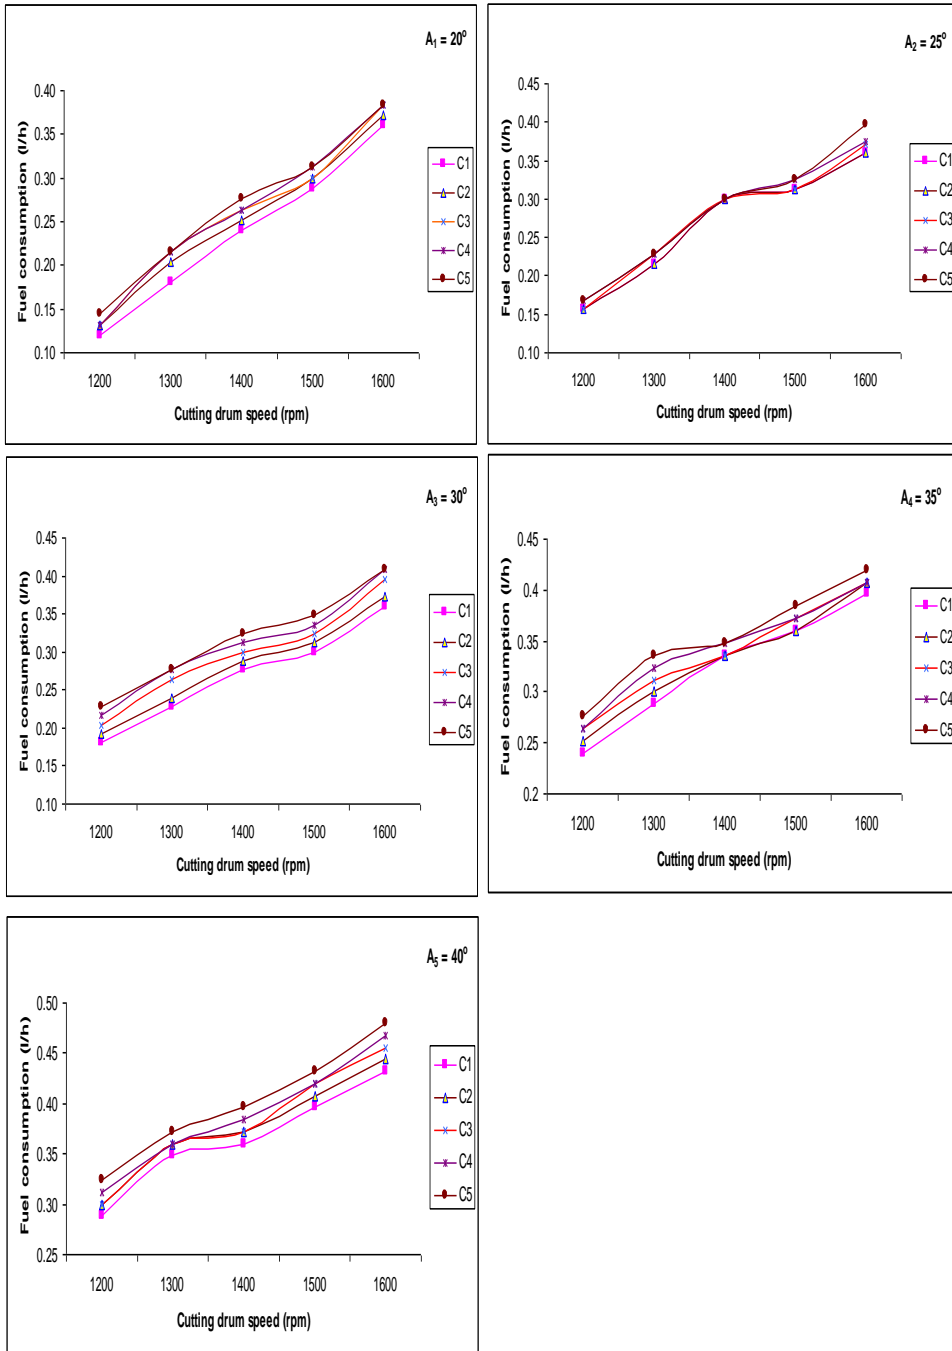 A1 = 20°
Fuel consumption (l/h)
0.40
0.35
0.30
0.25
0.20
0.15
0.10
1200 1300 1400 1500 1600
Cutting drum speed (rpm)
C1
C2
C3
C4
C5
A2 = 25°
Fuel consumption (l/h)
0.45
0.40
0.35
0.30
0.25
0.20
0.15
0.10
1200 1300 1400 1500 1600
Cutting drum speed (rpm)
C1
C2
C3
C4
C5
A3 = 30°
Fuel consumption (l/h)
0.45
0.40
0.35
0.30
0.25
0.20
0.15
0.10
1200 1300 1400 1500 1600
Cutting drum speed (rpm)
C1
C2
C3
C4
C5
A4 = 35°
Fuel consumption (l/h)
0.45
0.4
0.35
0.3
0.25
0.2
1200 1300 1400 1500 1600
Cutting drum speed (rpm)
C1
C2
C3
C4
C5
A5 = 40°
Fuel consumption (l/h)
0.50
0.45
0.40
0.35
0.30
0.25
1200 1300 1400 1500 1600
Cutting drum speed (rpm)
C1
C2
C3
C4
C5